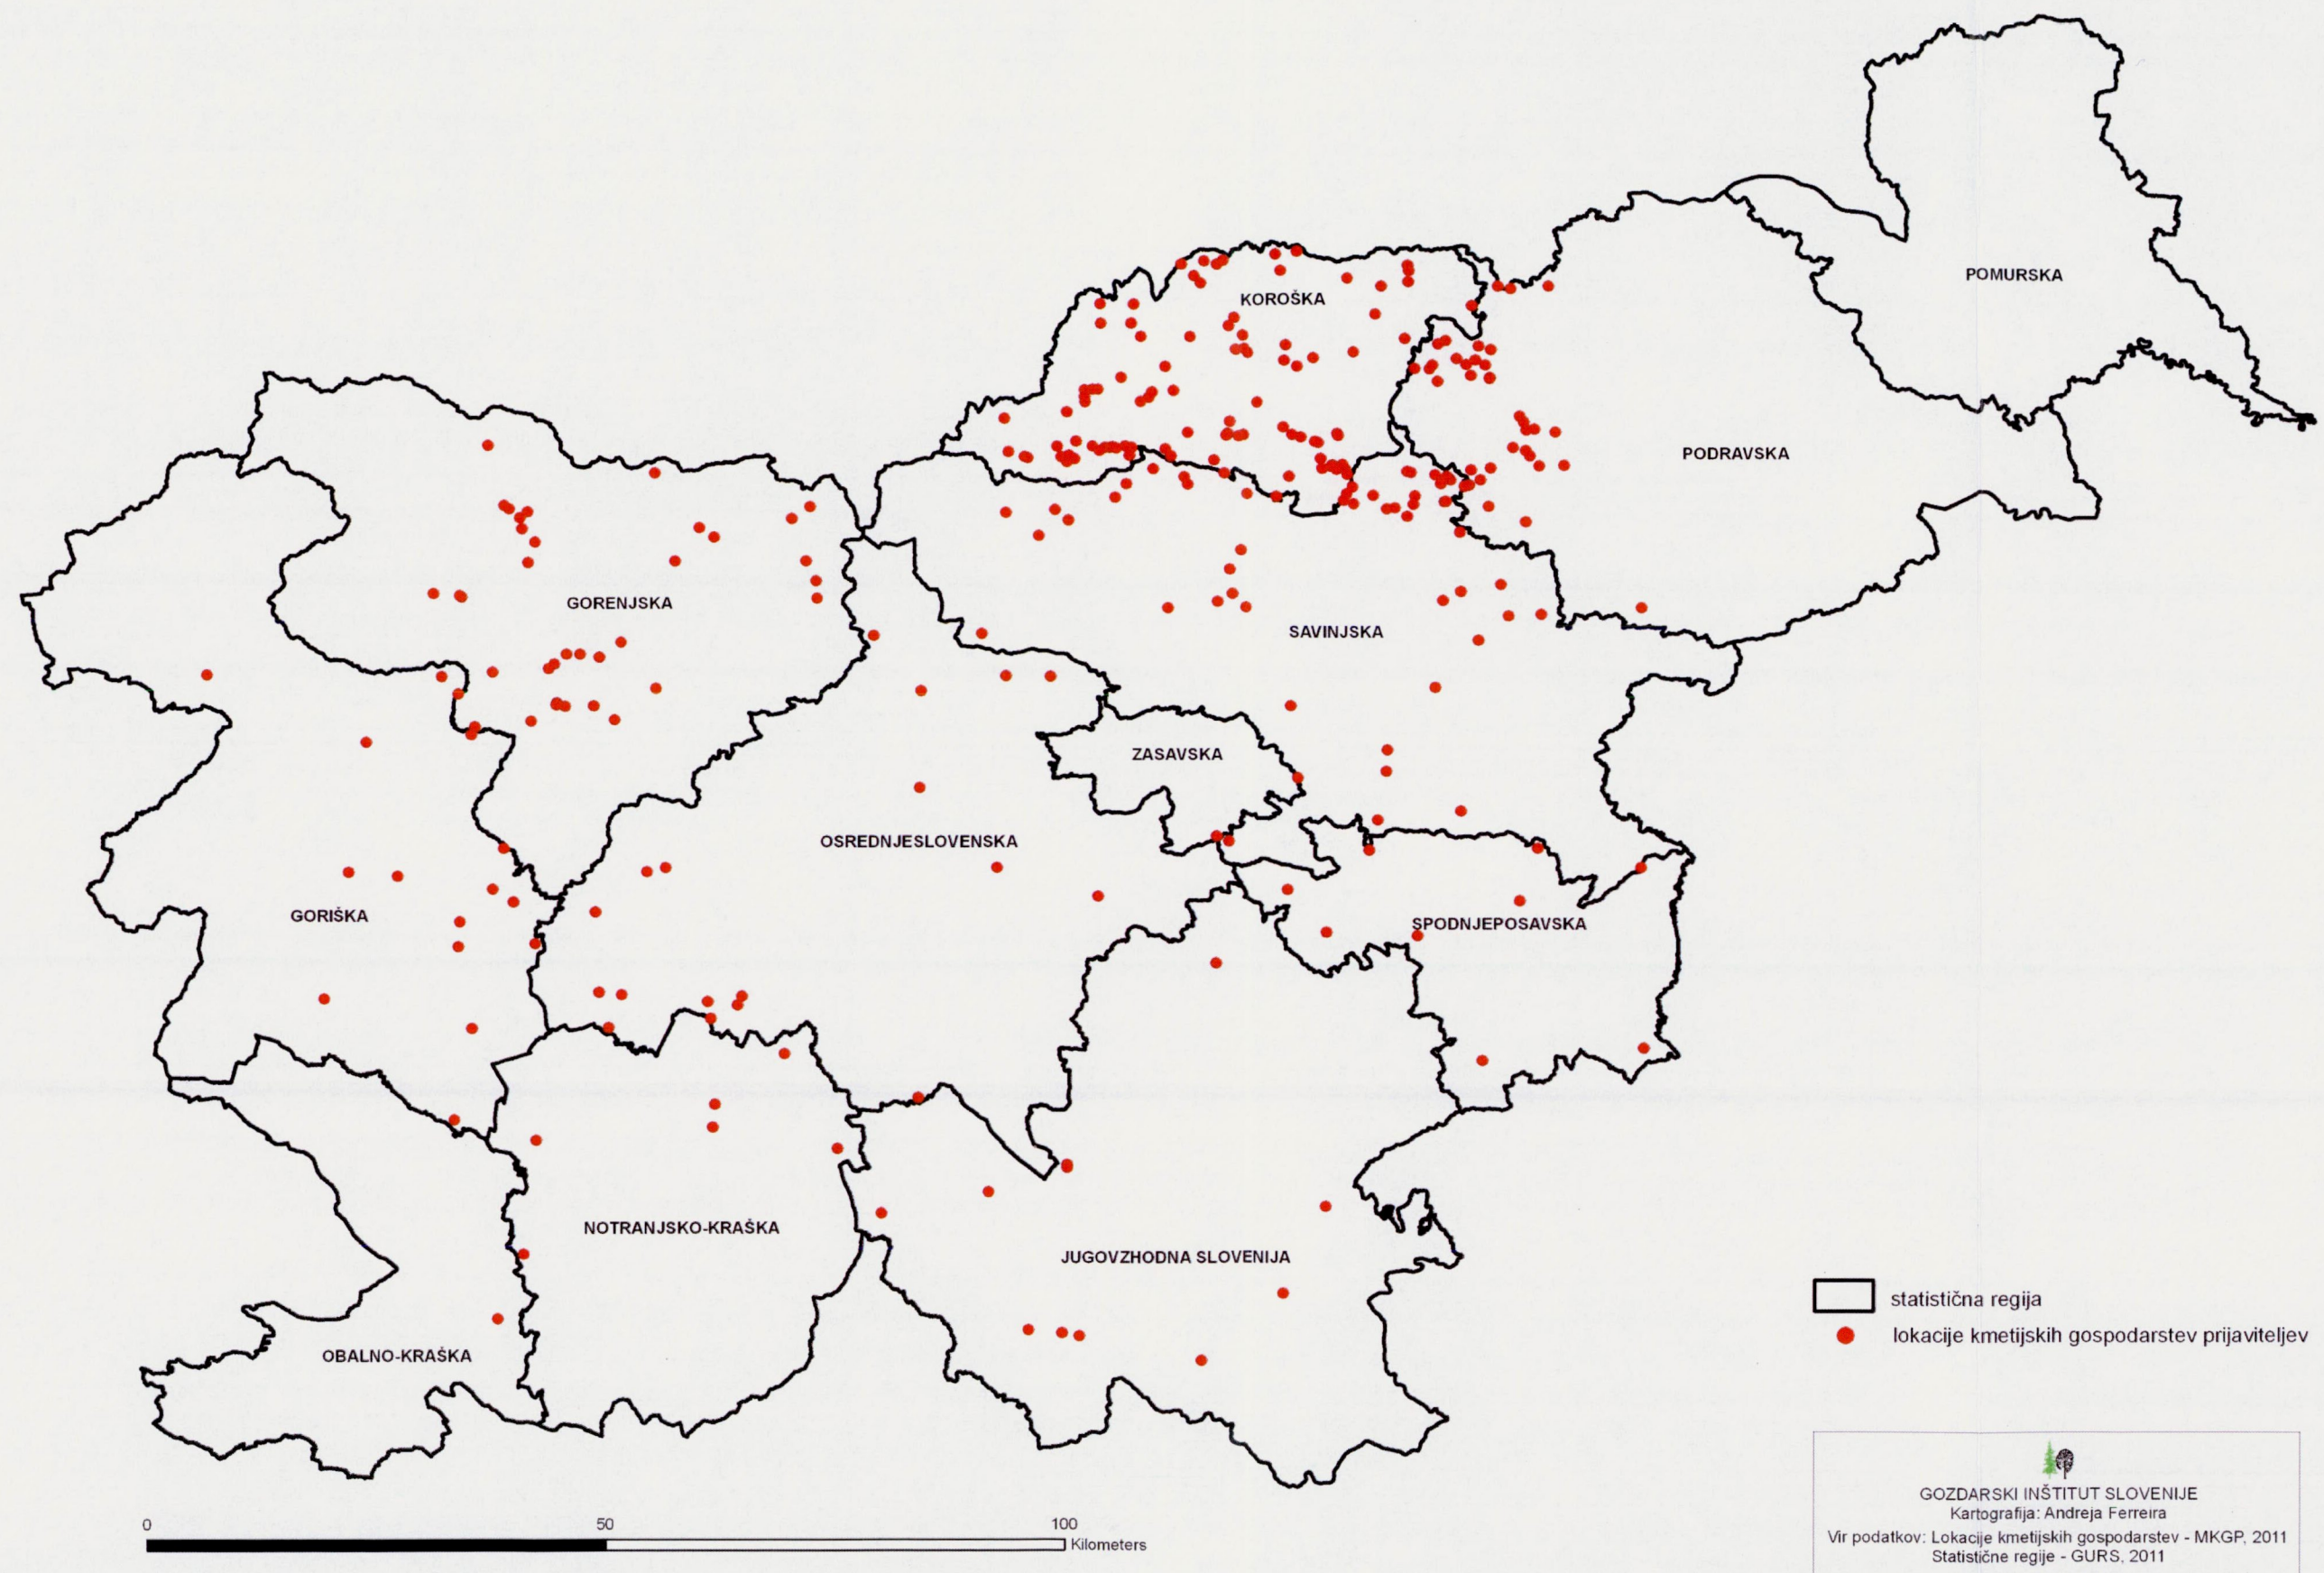 POMURSKA
KOROŠKA
PODRAVSKA
GORENJSKA
SAVINJSKA
ZASAVSKA
OSREDNJESLOVENSKA
GORIŠKA
SPODNJEPOSAVSKA
NOTRANJSKO-KRAŠKA
JUGOVZHODNA SLOVENIJA
OBALNO-KRAŠKA
statistična regija
lokacije kmetijskih gospodarstev prijaviteljev
0 50 100
Kilometers
GOZDARSKI INŠTITUT SLOVENIJE
Kartografija: Andreja Ferreira
Vir podatkov: Lokacije kmetijskih gospodarstev - MKGP, 2011
Statistične regije - GURS, 2011